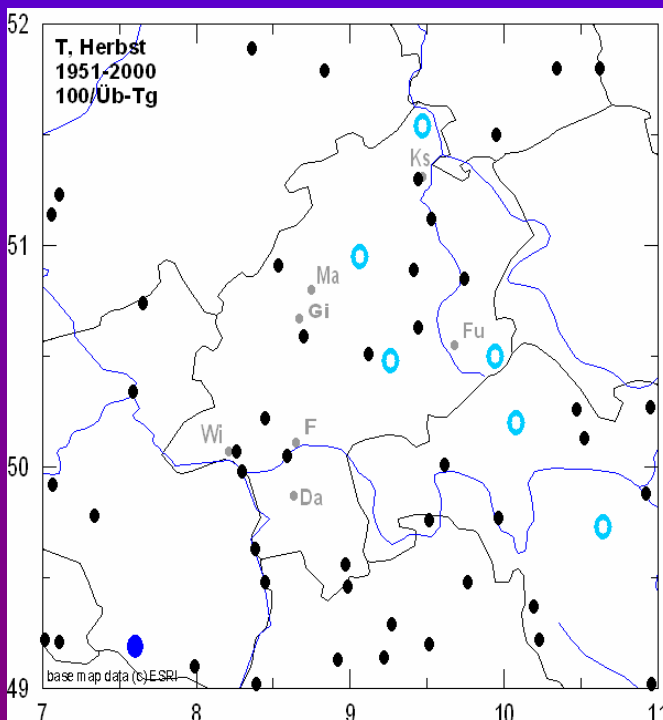 52
T, Herbst
1951-2000
100/Üb-Tg
Ks
51
Ma
Gi
Fu
F
Wi
50
Da
base map data (c) ESRI
49
7 8 9 10 11